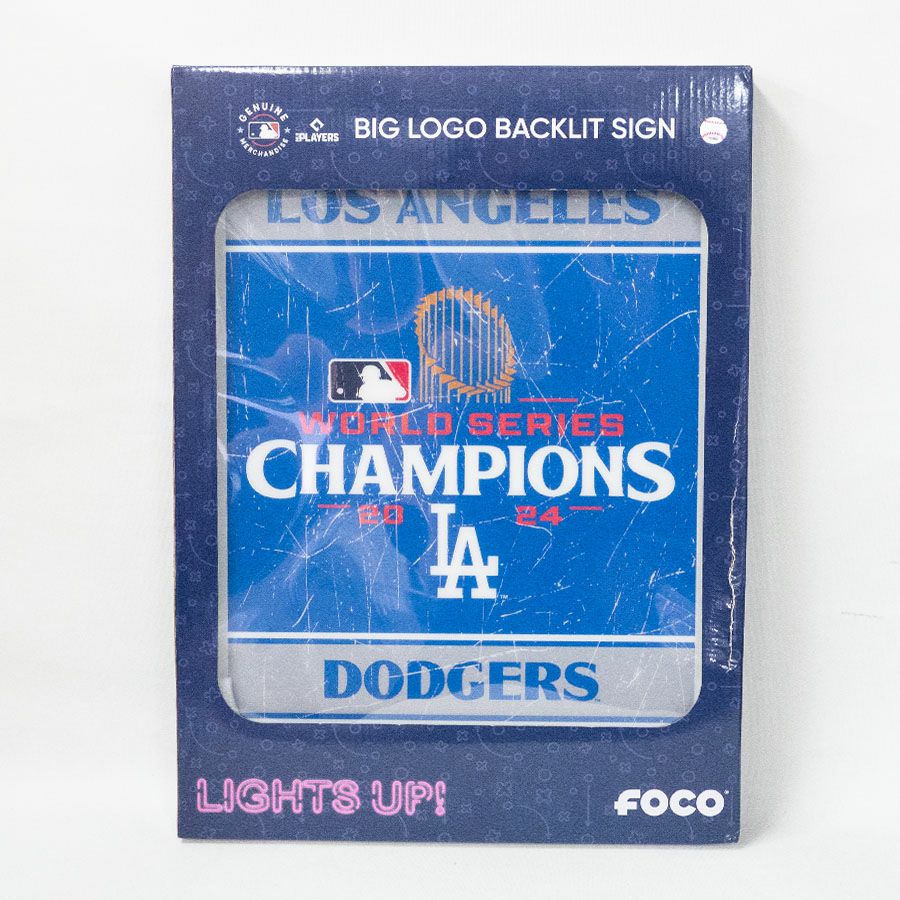 GENUINE
MERCHANDISE
MLB PLAYERS
BIG LOGO BACKLIT SIGN
LOS ANGELES
WORLD SERIES
CHAMPIONS
20 24
LA
DODGERS
LIGHTS UP!
FOCO